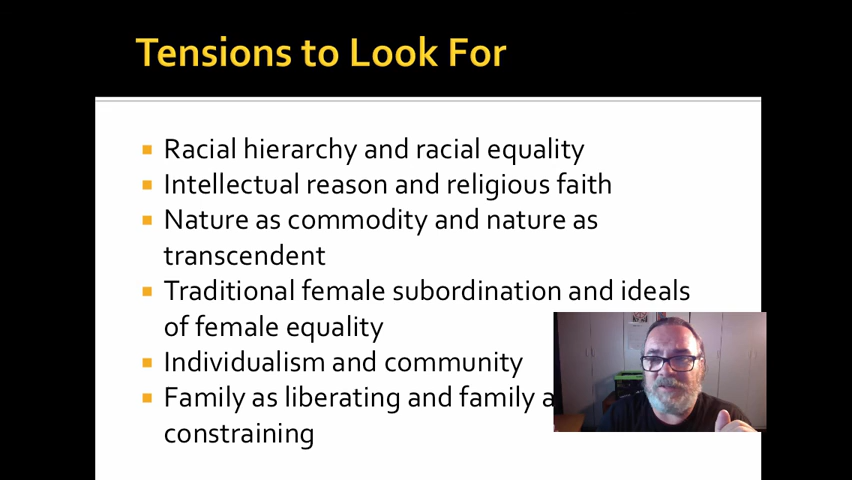 Tensions to Look For
Racial hierarchy and racial equality
Intellectual reason and religious faith
Nature as commodity and nature as
transcendent
Traditional female subordination and ideals
of female equality
Individualism and community
Family as liberating and family a
constraining